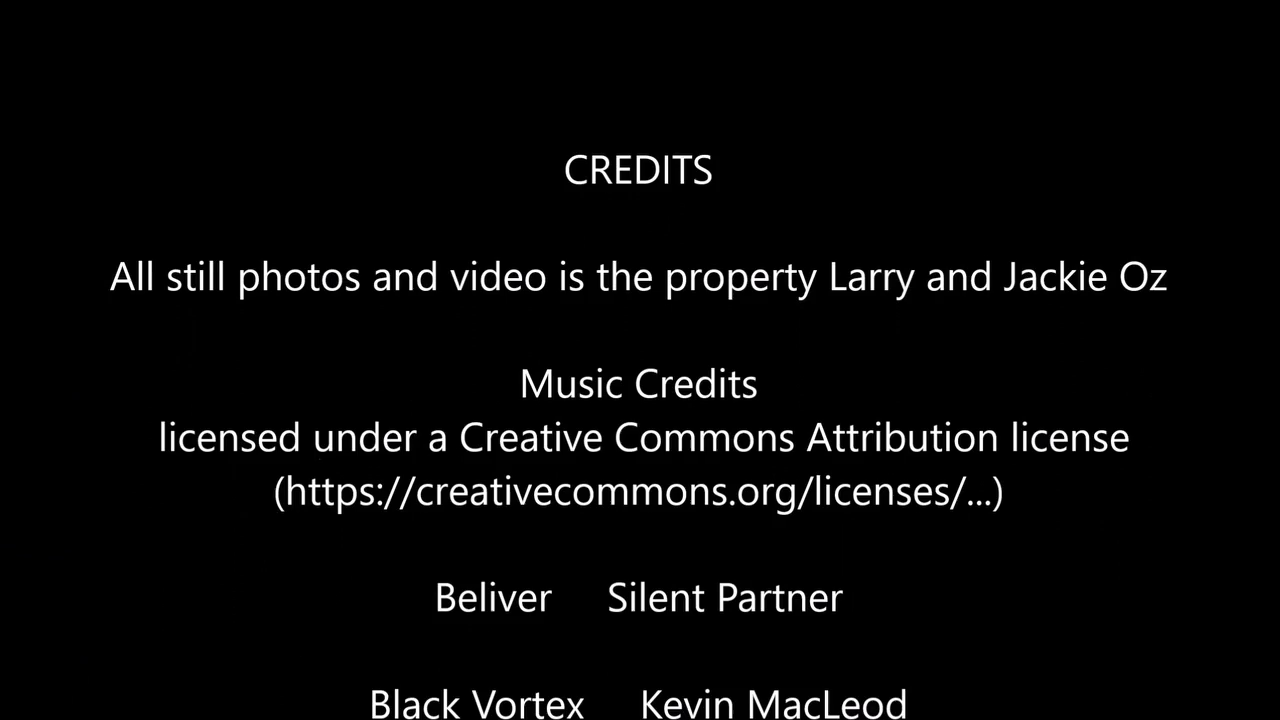 CREDITS
All still photos and video is the property Larry and Jackie Oz
Music Credits
licensed under a Creative Commons Attribution license
(https://creativecommons.org/licenses/...)
Beliver Silent Partner
Black Vortex Kevin MacLeod